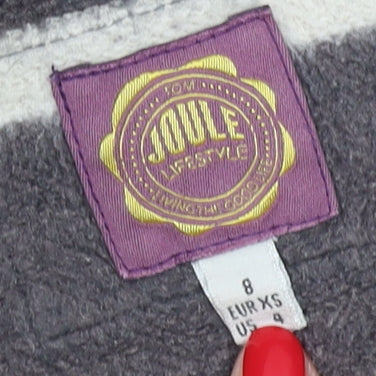 TOM
JOULE
LIFESTYLE
LIVING THE GOOD LIFE
8
EUR XS
US 4